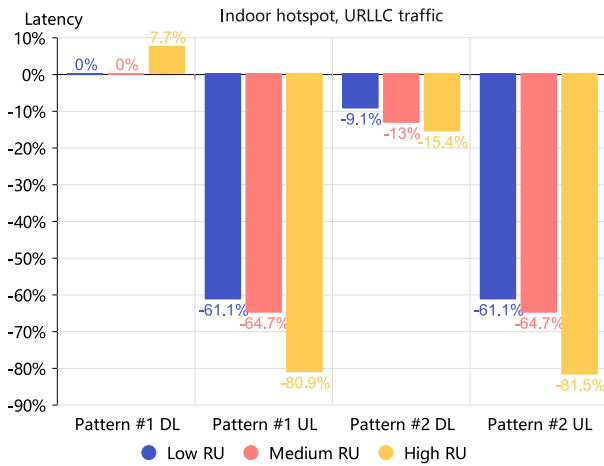 Latency
Indoor hotspot, URLLC traffic
10%
0%
-10%
-20%
-30%
-40%
-50%
-60%
-70%
-80%
-90%
0%
0%
7.7%
-61.1%
-64.7%
-80.9%
-9.1%
-13%
-15.4%
-61.1%
-64.7%
-81.5%
Pattern #1 DL
Pattern #1 UL
Pattern #2 DL
Pattern #2 UL
Low RU
Medium RU
High RU